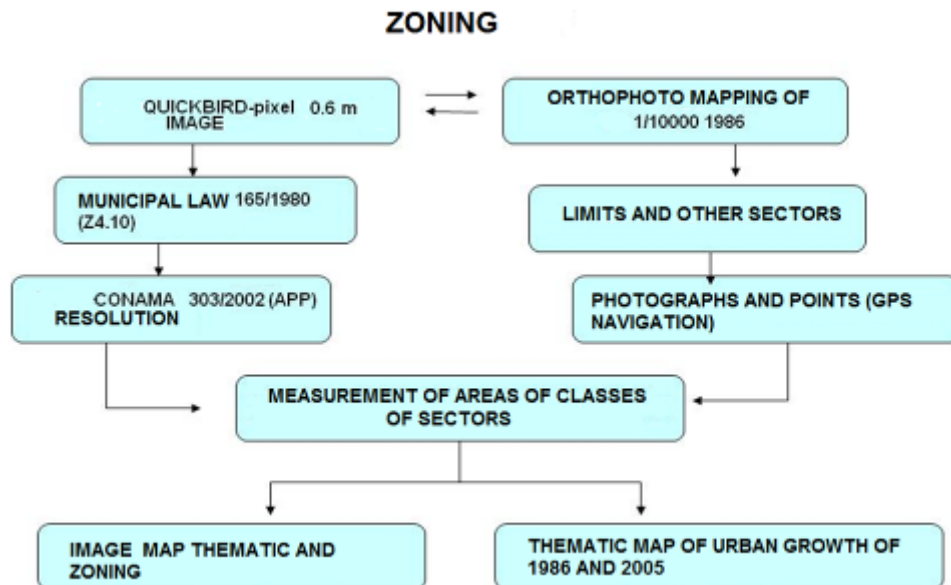 ZONING
QUICKBIRD-pixel 0.6 m
IMAGE
ORTHOPHOTO MAPPING OF
1/10000 1986
MUNICIPAL LAW 165/1980
(Z4.10)
LIMITS AND OTHER SECTORS
CONAMA 303/2002 (APP)
RESOLUTION
PHOTOGRAPHS AND POINTS (GPS
NAVIGATION)
MEASUREMENT OF AREAS OF CLASSES
OF SECTORS
IMAGE MAP THEMATIC AND
ZONING
THEMATIC MAP OF URBAN GROWTH OF
1986 AND 2005